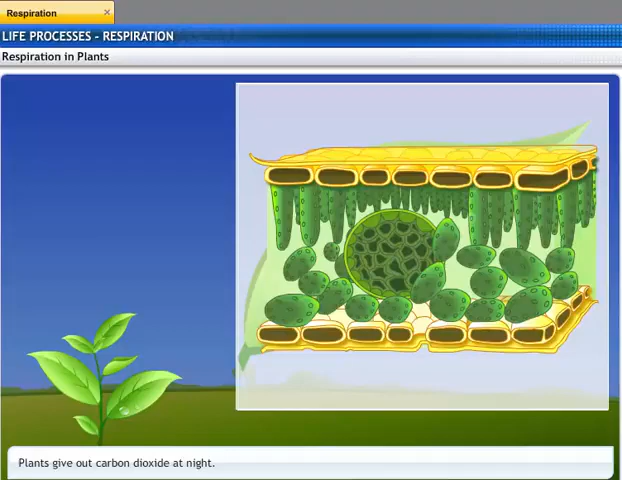 Respiration
LIFE PROCESSES - RESPIRATION
Respiration in Plants
Plants give out carbon dioxide at night.